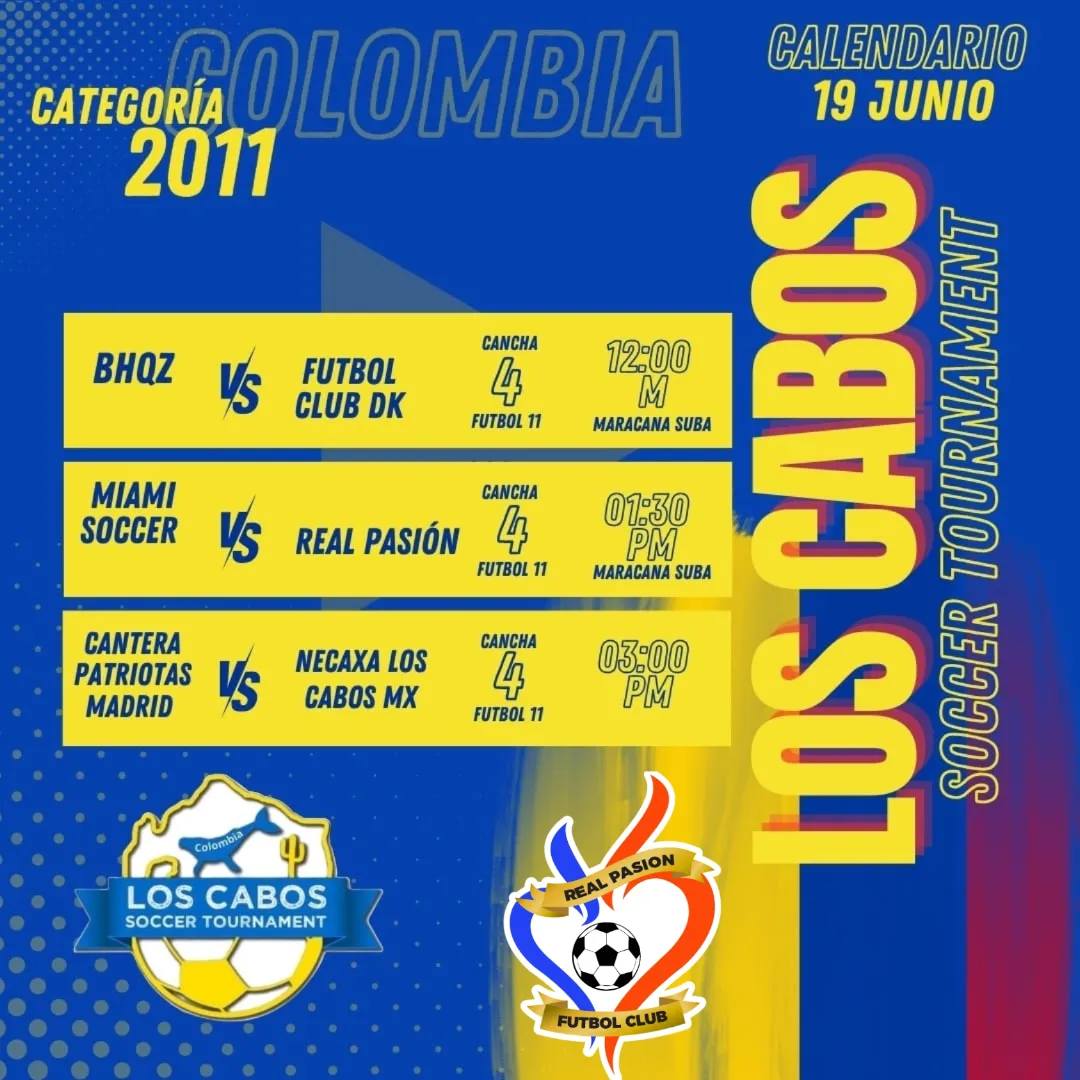 COLOMBIA
CATEGORÍA
2011
CALENDARIO
19 JUNIO
BHQZ
VS
FUTBOL
CLUB DK
CANCHA
4
FUTBOL 11
12:00
M
MARACANA SUBA
MIAMI
SOCCER
VS
REAL PASIÓN
CANCHA
4
FUTBOL 11
01:30
PM
MARACANA SUBA
CANTERA
PATRIOTAS
MADRID
VS
NECAXA LOS
CABOS MX
CANCHA
4
FUTBOL 11
03:00
PM
LOS CABOS
SOCCER TOURNAMENT
Colombia
LOS CABOS
SOCCER TOURNAMENT
REAL PASION
FUTBOL CLUB